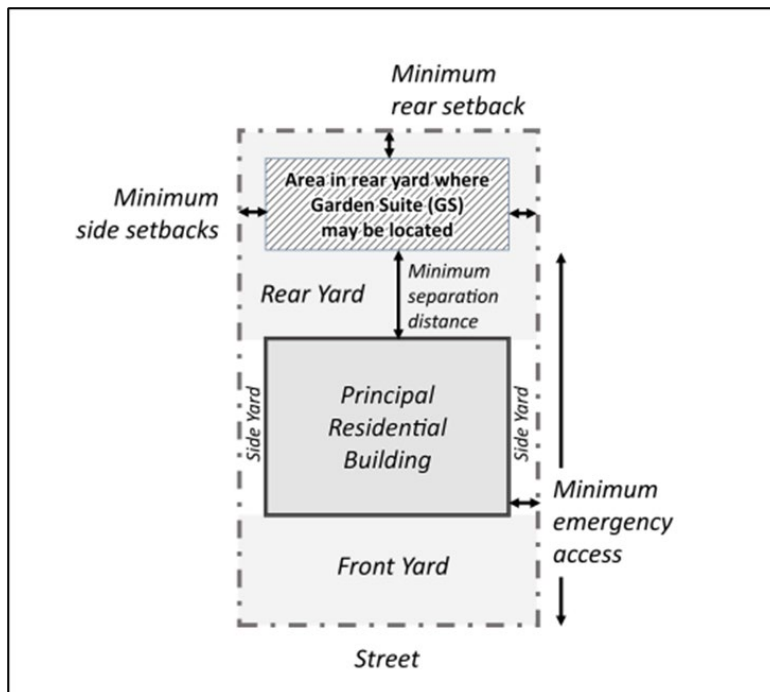 Minimum
rear setback
Area in rear yard where
Garden Suite (GS)
may be located
Minimum
side setbacks
Rear Yard
Minimum
separation
distance
Side Yard
Principal
Residential
Building
Side Yard
Minimum
emergency
access
Front Yard
Street